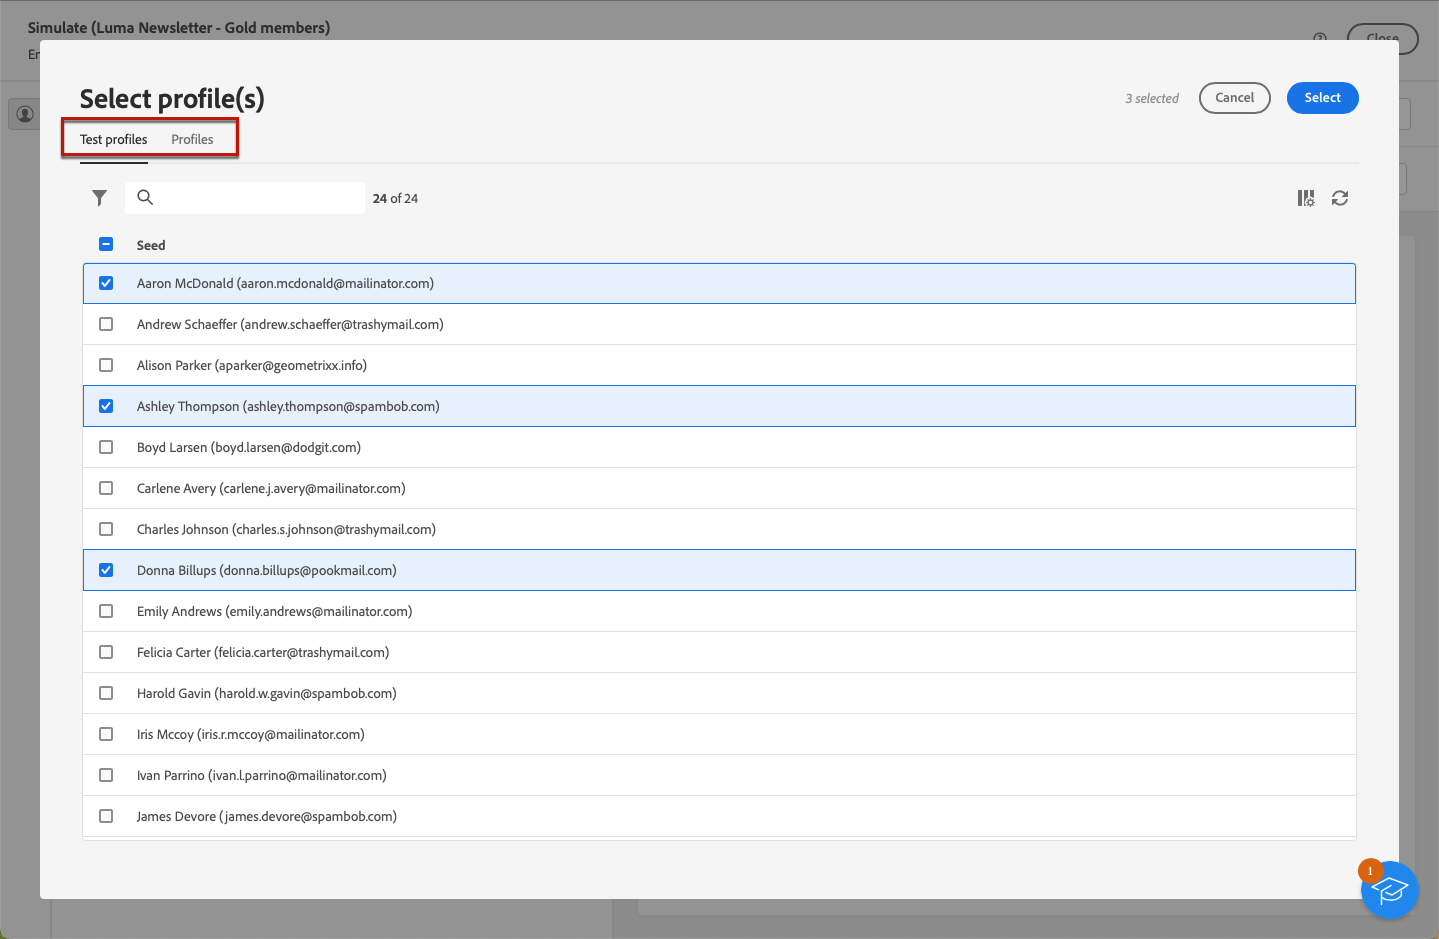 Simulate (Luma Newsletter - Gold members)
Close
Select profile(s)
3 selected
Cancel
Select
Test profiles
Profiles
24 of 24
Seed
Aaron McDonald (aaron.mcdonald@mailinator.com)
Andrew Schaeffer (andrew.schaeffer@trashymail.com)
Alison Parker (aparker@geometrixx.info)
Ashley Thompson (ashley.thompson@spambob.com)
Boyd Larsen (boyd.larsen@dodgit.com)
Carlene Avery (carlene.j.avery@mailinator.com)
Charles Johnson (charles.s.johnson@trashymail.com)
Donna Billups (donna.billups@pookmail.com)
Emily Andrews (emily.andrews@mailinator.com)
Felicia Carter (felicia.carter@trashymail.com)
Harold Gavin (harold.w.gavin@spambob.com)
Iris Mccoy (iris.r.mccoy@mailinator.com)
Ivan Parrino (ivan.l.parrino@mailinator.com)
James Devore (james.devore@spambob.com)
1